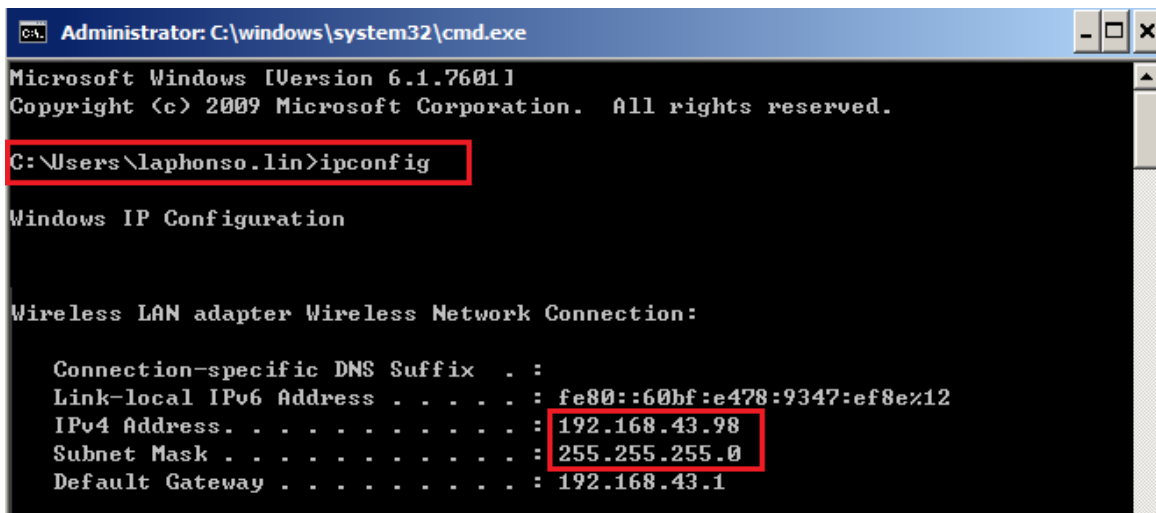 Administrator: C:\windows\system32\cmd.exe
Microsoft Windows [Version 6.1.7601]
Copyright (c) 2009 Microsoft Corporation.  All rights reserved.
C:\Users\laphonso.lin>ipconfig
Windows IP Configuration
Wireless LAN adapter Wireless Network Connection:
Connection-specific DNS Suffix  . :
Link-local IPv6 Address . . . . . : fe80::60bf:e478:9347:ef8e%12
IPv4 Address. . . . . . . . . . . : 192.168.43.98
Subnet Mask . . . . . . . . . . . : 255.255.255.0
Default Gateway . . . . . . . . . : 192.168.43.1